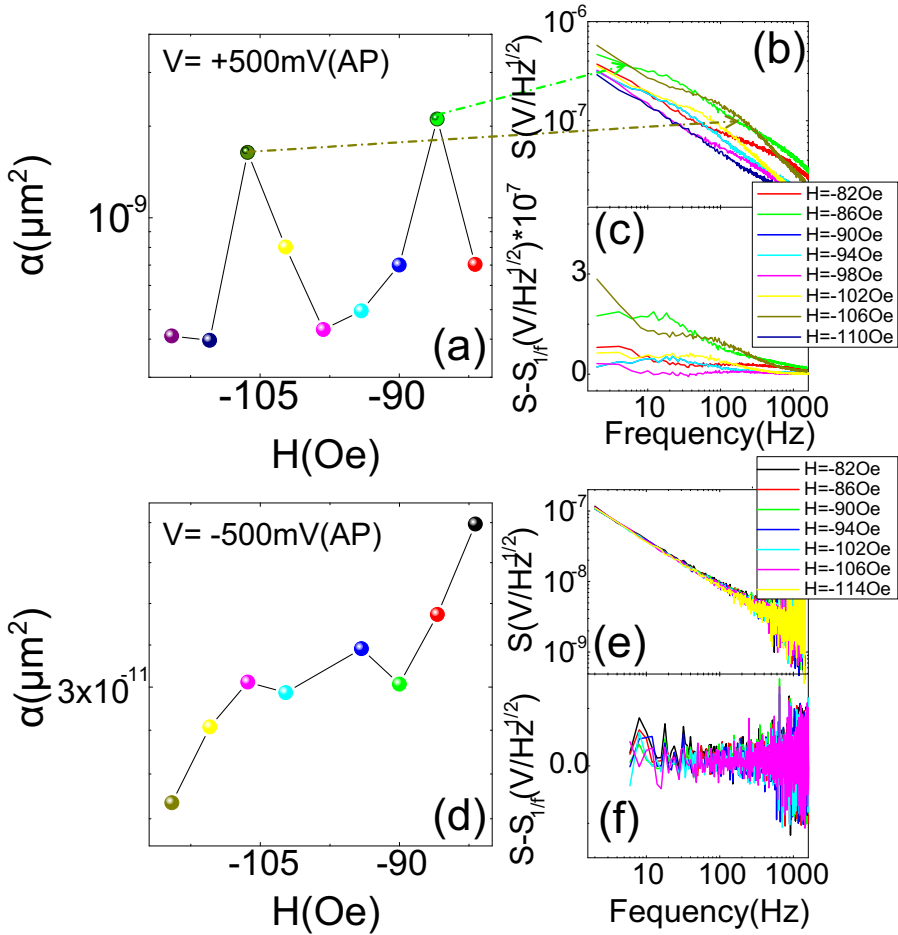 V= +500mV(AP)
α(µm²)
10⁻⁹
(a)
-105 -90
H(Oe)
10⁻⁶
(b)
S(V/Hz^1/2)
10⁻⁷
(c)
S-S_1/f(V/Hz^1/2)*10⁻⁷
3
0
10 100 1000
Frequency(Hz)
H=-82Oe
H=-86Oe
H=-90Oe
H=-94Oe
H=-98Oe
H=-102Oe
H=-106Oe
H=-110Oe
V= -500mV(AP)
α(µm²)
3x10⁻¹¹
(d)
-105 -90
H(Oe)
10⁻⁷
S(V/Hz^1/2)
10⁻⁸
10⁻⁹
(e)
H=-82Oe
H=-86Oe
H=-90Oe
H=-94Oe
H=-102Oe
H=-106Oe
H=-114Oe
S-S_1/f(V/Hz^1/2)
0.0
(f)
10 100 1000
Fequency(Hz)